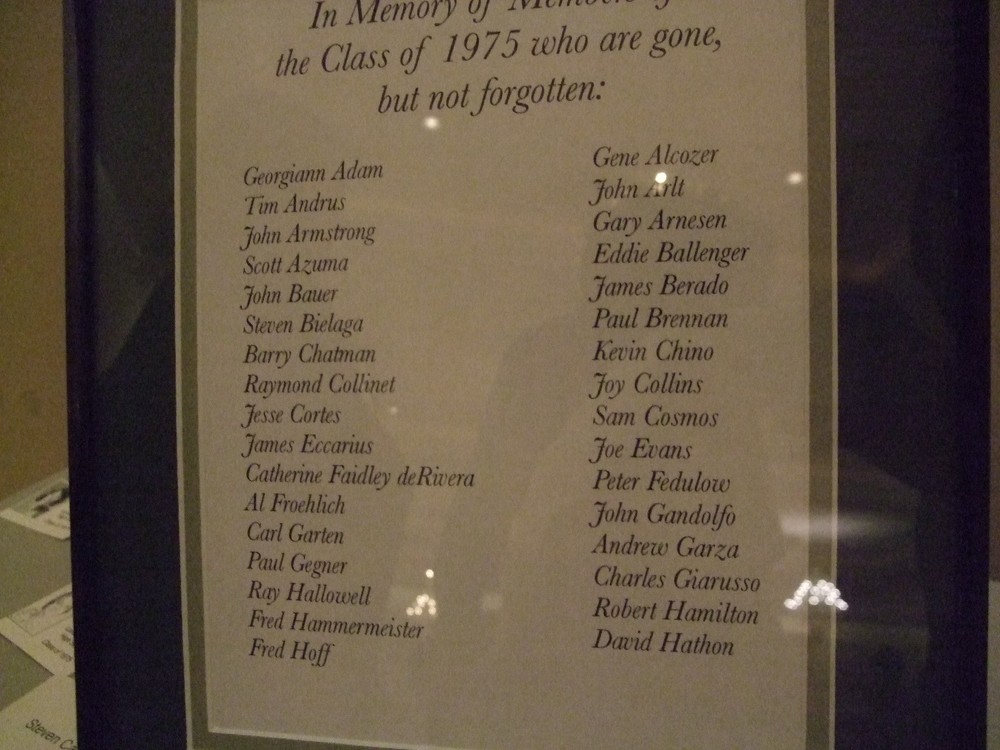 In Memory of Members of
the Class of 1975 who are gone,
but not forgotten:
Georgiann Adam
Tim Andrus
John Armstrong
Scott Azuma
John Bauer
Steven Bielaga
Barry Chatman
Raymond Collinet
Jesse Cortes
James Eccarius
Catherine Faidley deRivera
Al Froehlich
Carl Garten
Paul Gegner
Ray Hallowell
Fred Hammermeister
Fred Hoff
Gene Alcozer
John Arlt
Gary Arnesen
Eddie Ballenger
James Berado
Paul Brennan
Kevin Chino
Joy Collins
Sam Cosmos
Joe Evans
Peter Fedulow
John Gandolfo
Andrew Garza
Charles Giarusso
Robert Hamilton
David Hathon
Steven